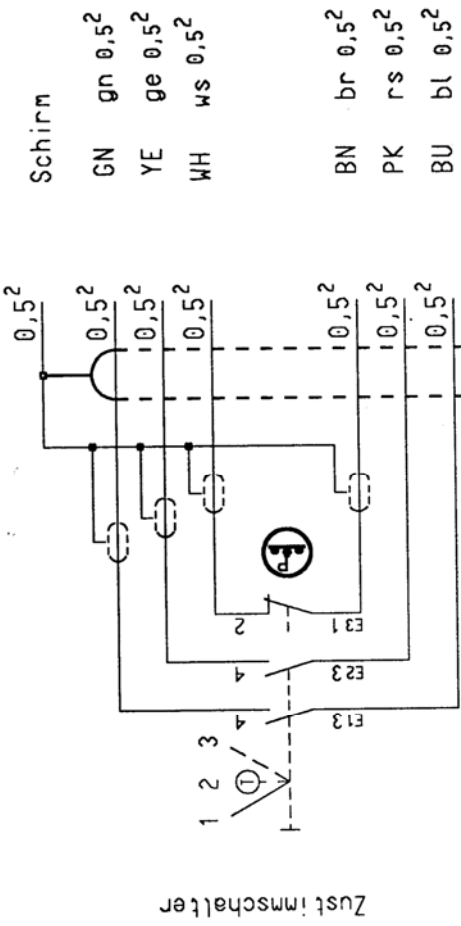 Schirm
0,5²
GN gn 0,5²
0,5²
YE ge 0,5²
0,5²
WH ws 0,5²
0,5²
BN br 0,5²
0,5²
PK rs 0,5²
0,5²
BU bl 0,5²
0,5²
2
E31
4
E23
4
E13
1 2 3
T
Zustimmschalter